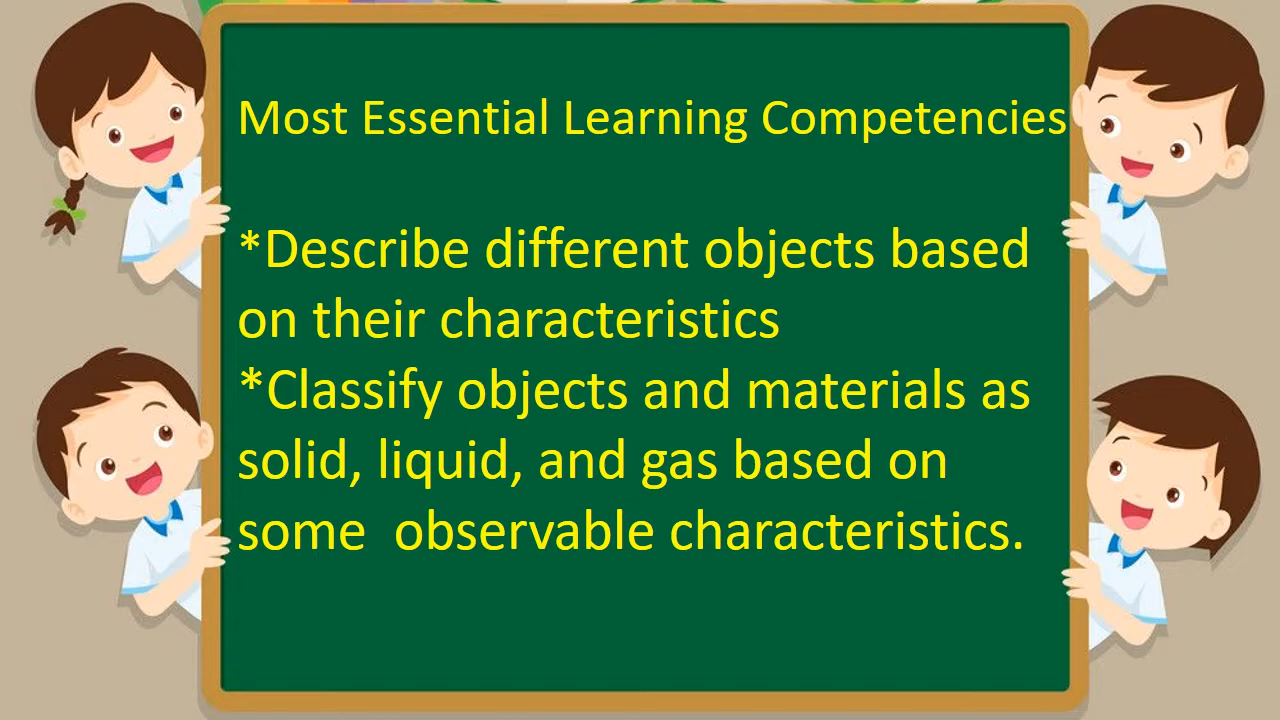 Most Essential Learning Competencies
*Describe different objects based
on their characteristics
*Classify objects and materials as
solid, liquid, and gas based on
some  observable characteristics.